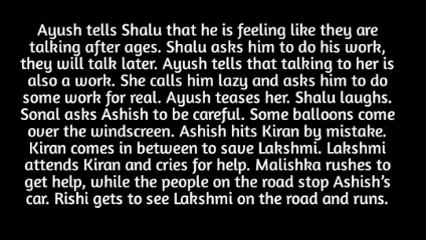 Ayush tells Shalu that he is feeling like they are
talking after ages. Shalu asks him to do his work,
they will talk later. Ayush tells that talking to her is
also a work. She calls him lazy and asks him to do
some work for real. Ayush teases her. Shalu laughs.
Sonal asks Ashish to be careful. Some balloons come
over the windscreen. Ashish hits Kiran by mistake.
Kiran comes in between to save Lakshmi. Lakshmi
attends Kiran and cries for help. Malishka rushes to
get help, while the people on the road stop Ashish's
car. Rishi gets to see Lakshmi on the road and runs.